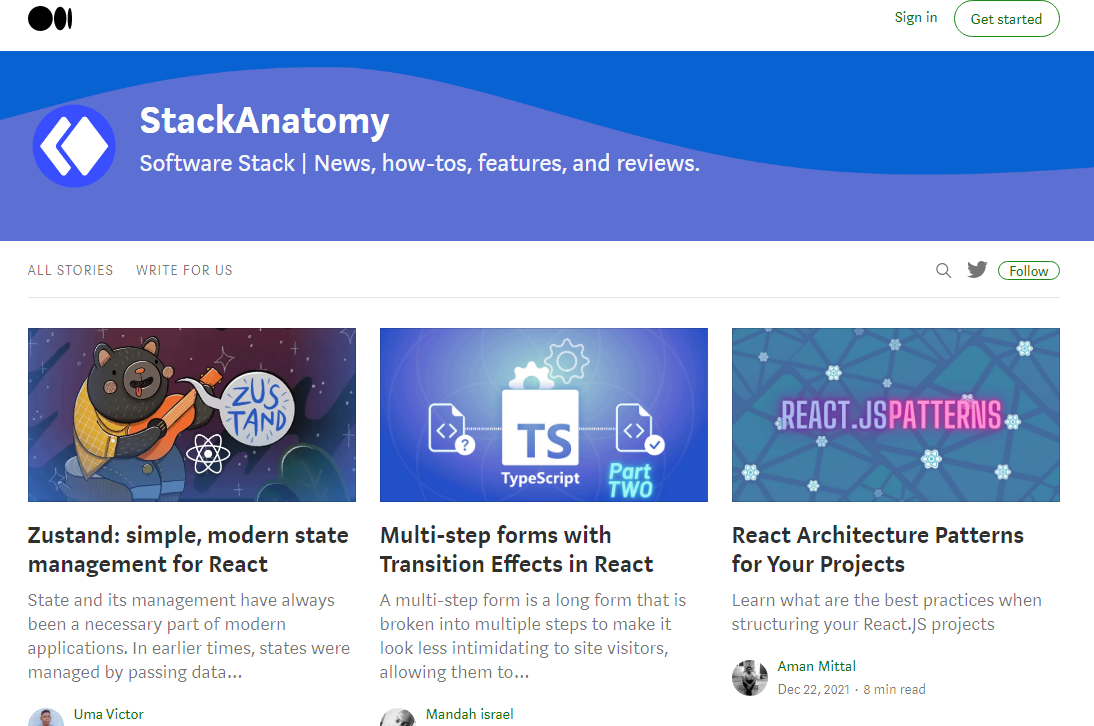 Sign in
Get started
StackAnatomy
Software Stack | News, how-tos, features, and reviews.
ALL STORIES
WRITE FOR US
Follow
ZUS
TAND
TS
TypeScript
?
Part
TWO
REACT.JSPATTERNS
Zustand: simple, modern state
management for React
State and its management have always
been a necessary part of modern
applications. In earlier times, states were
managed by passing data...
Uma Victor
Multi-step forms with
Transition Effects in React
A multi-step form is a long form that is
broken into multiple steps to make it
look less intimidating to site visitors,
allowing them to...
Mandah israel
React Architecture Patterns
for Your Projects
Learn what are the best practices when
structuring your React.JS projects
Aman Mittal
Dec 22, 2021 · 8 min read